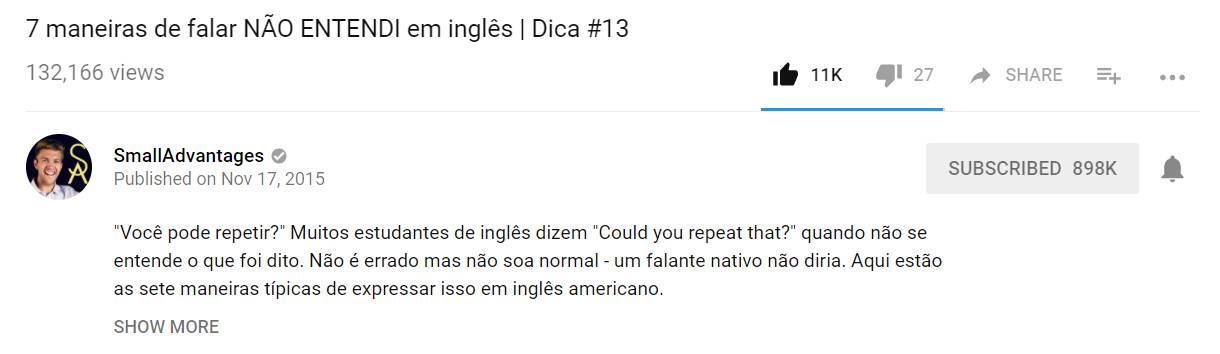 7 maneiras de falar NÃO ENTENDI em inglês | Dica #13
132,166 views
11K 27 SHARE
SmallAdvantages
Published on Nov 17, 2015
SUBSCRIBED 898K
SA
"Você pode repetir?" Muitos estudantes de inglês dizem "Could you repeat that?" quando não se
entende o que foi dito. Não é errado mas não soa normal - um falante nativo não diria. Aqui estão
as sete maneiras típicas de expressar isso em inglês americano.
SHOW MORE